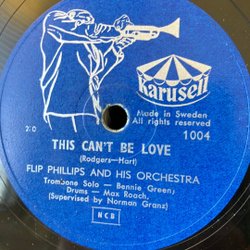 Karusell
Made in Sweden
All rights reserved
1004
THIS CAN'T BE LOVE
(Rodgers-Hart)
FLIP PHILLIPS AND HIS ORCHESTRA
Trombone Solo - Bennie Green,
Drums - Max Roach.
(Supervised by Norman Granz)
NCB